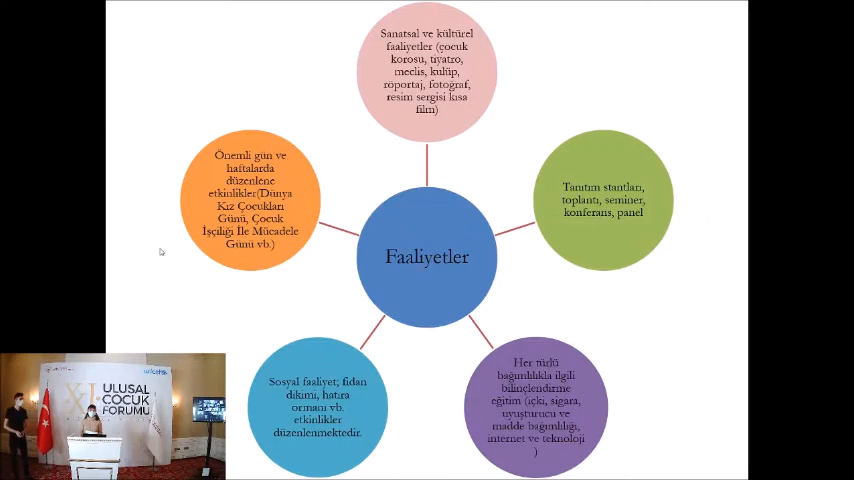 Sanatsal ve kültürel
faaliyetler (çocuk
korosu, tiyatro,
meclis, kulüp,
röportaj, fotoğraf,
resim sergisi kısa
film)
Önemli gün ve
haftalarda
düzenlene
etkinlikler(Dünya
Kız Çocukları
Günü, Çocuk
İşçiliği İle Mücadele
Günü vb.)
Tanıtım stantları,
toplantı, seminer,
konferans, panel
Faaliyetler
Sosyal faaliyet; fidan
dikimi, hatıra
ormanı vb.
etkinlikler
düzenlenmektedir.
Her türlü
bağımlılıkla ilgili
bilinçlendirme
eğitim (içki, sigara,
uyuşturucu ve
madde bağımlılığı,
internet ve teknoloji
)
unicef
XXI.
ULUSAL
ÇOCUK
FORUMU